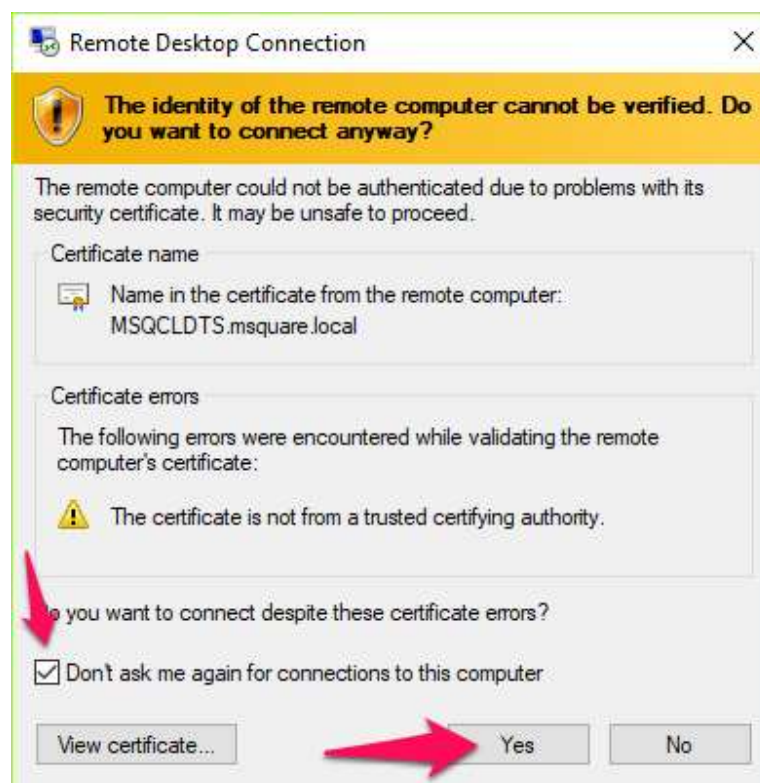 Remote Desktop Connection
The identity of the remote computer cannot be verified. Do
you want to connect anyway?
The remote computer could not be authenticated due to problems with its
security certificate. It may be unsafe to proceed.
Certificate name
Name in the certificate from the remote computer:
MSQCLDTS.msquare.local
Certificate errors
The following errors were encountered while validating the remote
computer's certificate:
The certificate is not from a trusted certifying authority.
you want to connect despite these certificate errors?
Don't ask me again for connections to this computer
View certificate...
Yes
No